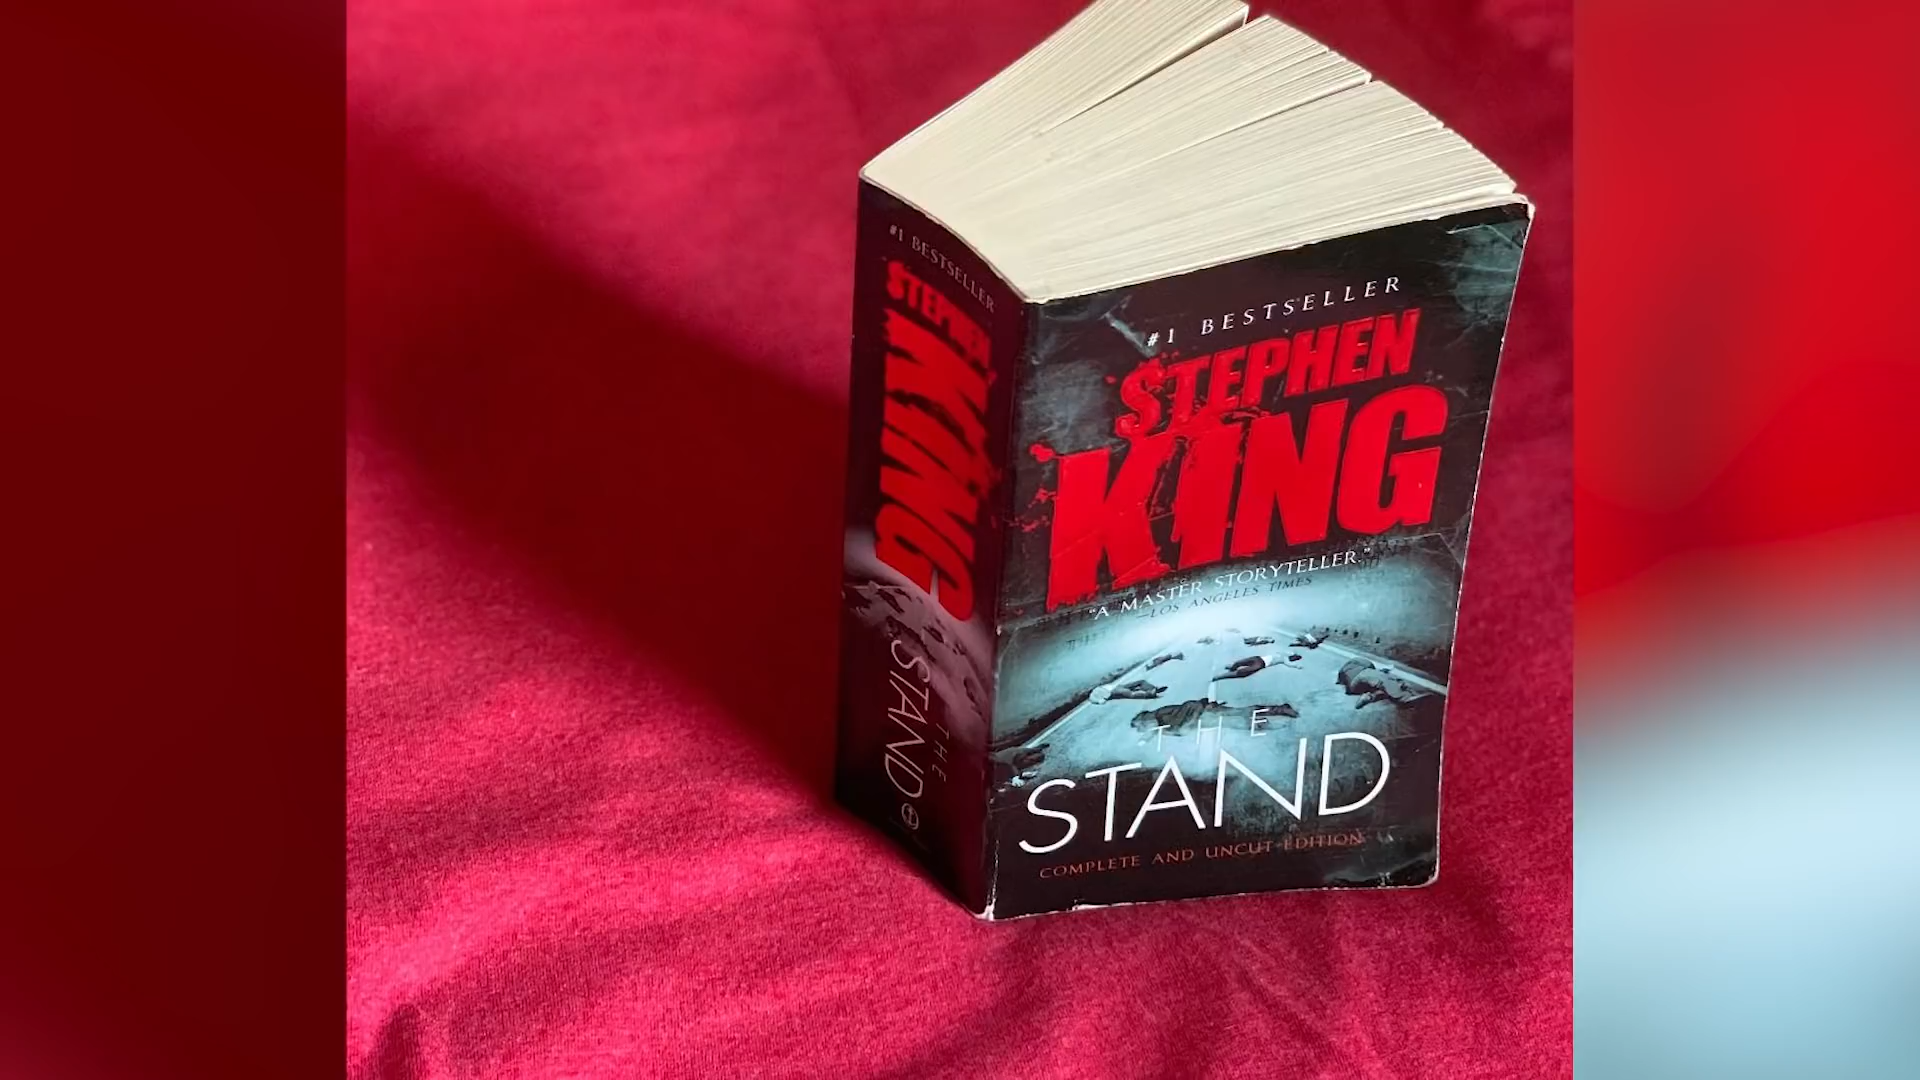 #1 BESTSELLER
STEPHEN
KING
THE
STAND
#1 BESTSELLER
STEPHEN
KING
"A MASTER STORYTELLER."
—LOS ANGELES TIMES
THE
STAND
COMPLETE AND UNCUT EDITION